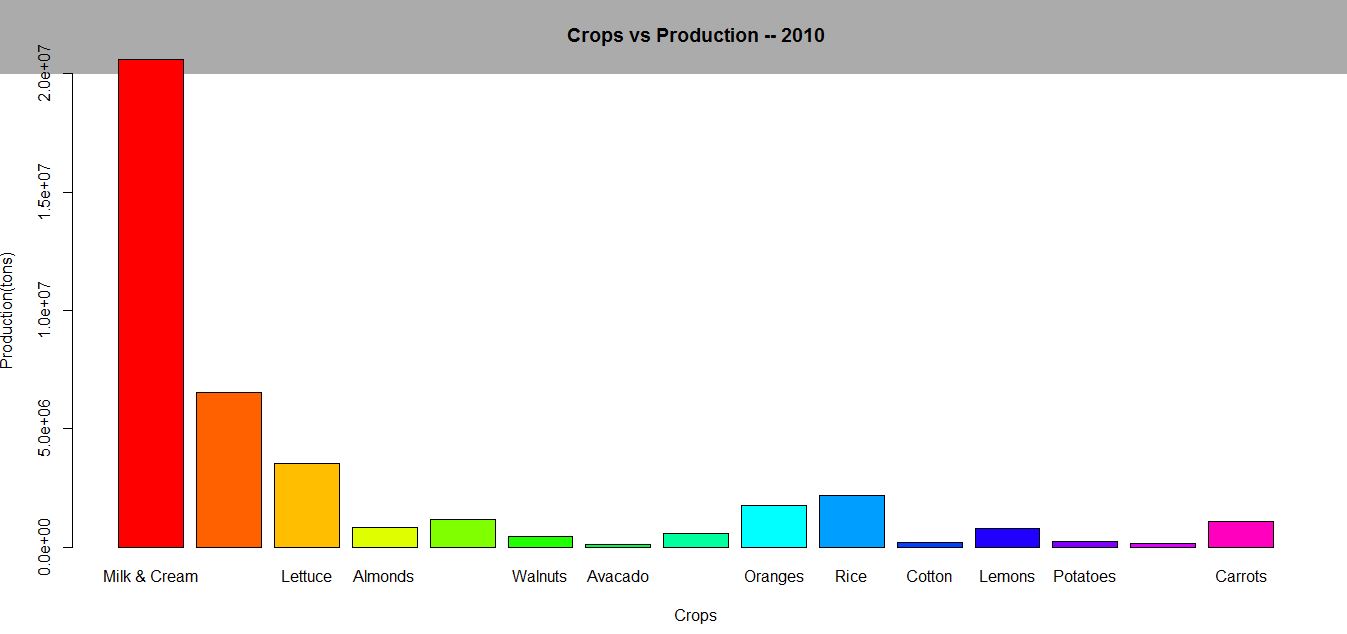 Crops vs Production -- 2010
2.0e+07
1.5e+07
1.0e+07
5.0e+06
0.0e+00
Production(tons)
Milk & Cream Lettuce Almonds Walnuts Avacado Oranges Rice Cotton Lemons Potatoes Carrots
Crops